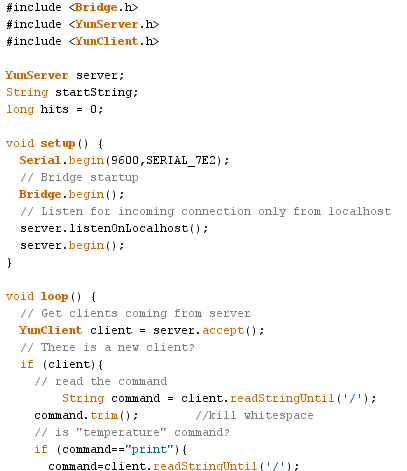 #include <Bridge.h>
#include <YunServer.h>
#include <YunClient.h>
YunServer server;
String startString;
long hits = 0;
void setup() {
Serial.begin(9600,SERIAL_7E2);
// Bridge startup
Bridge.begin();
// Listen for incoming connection only from localhost
server.listenOnLocalhost();
server.begin();
}
void loop() {
// Get clients coming from server
YunClient client = server.accept();
// There is a new client?
if (client){
// read the command
String command = client.readStringUntil('/');
command.trim(); //kill whitespace
// is "temperature" command?
if (command=="print"){
command=client.readStringUntil('/');